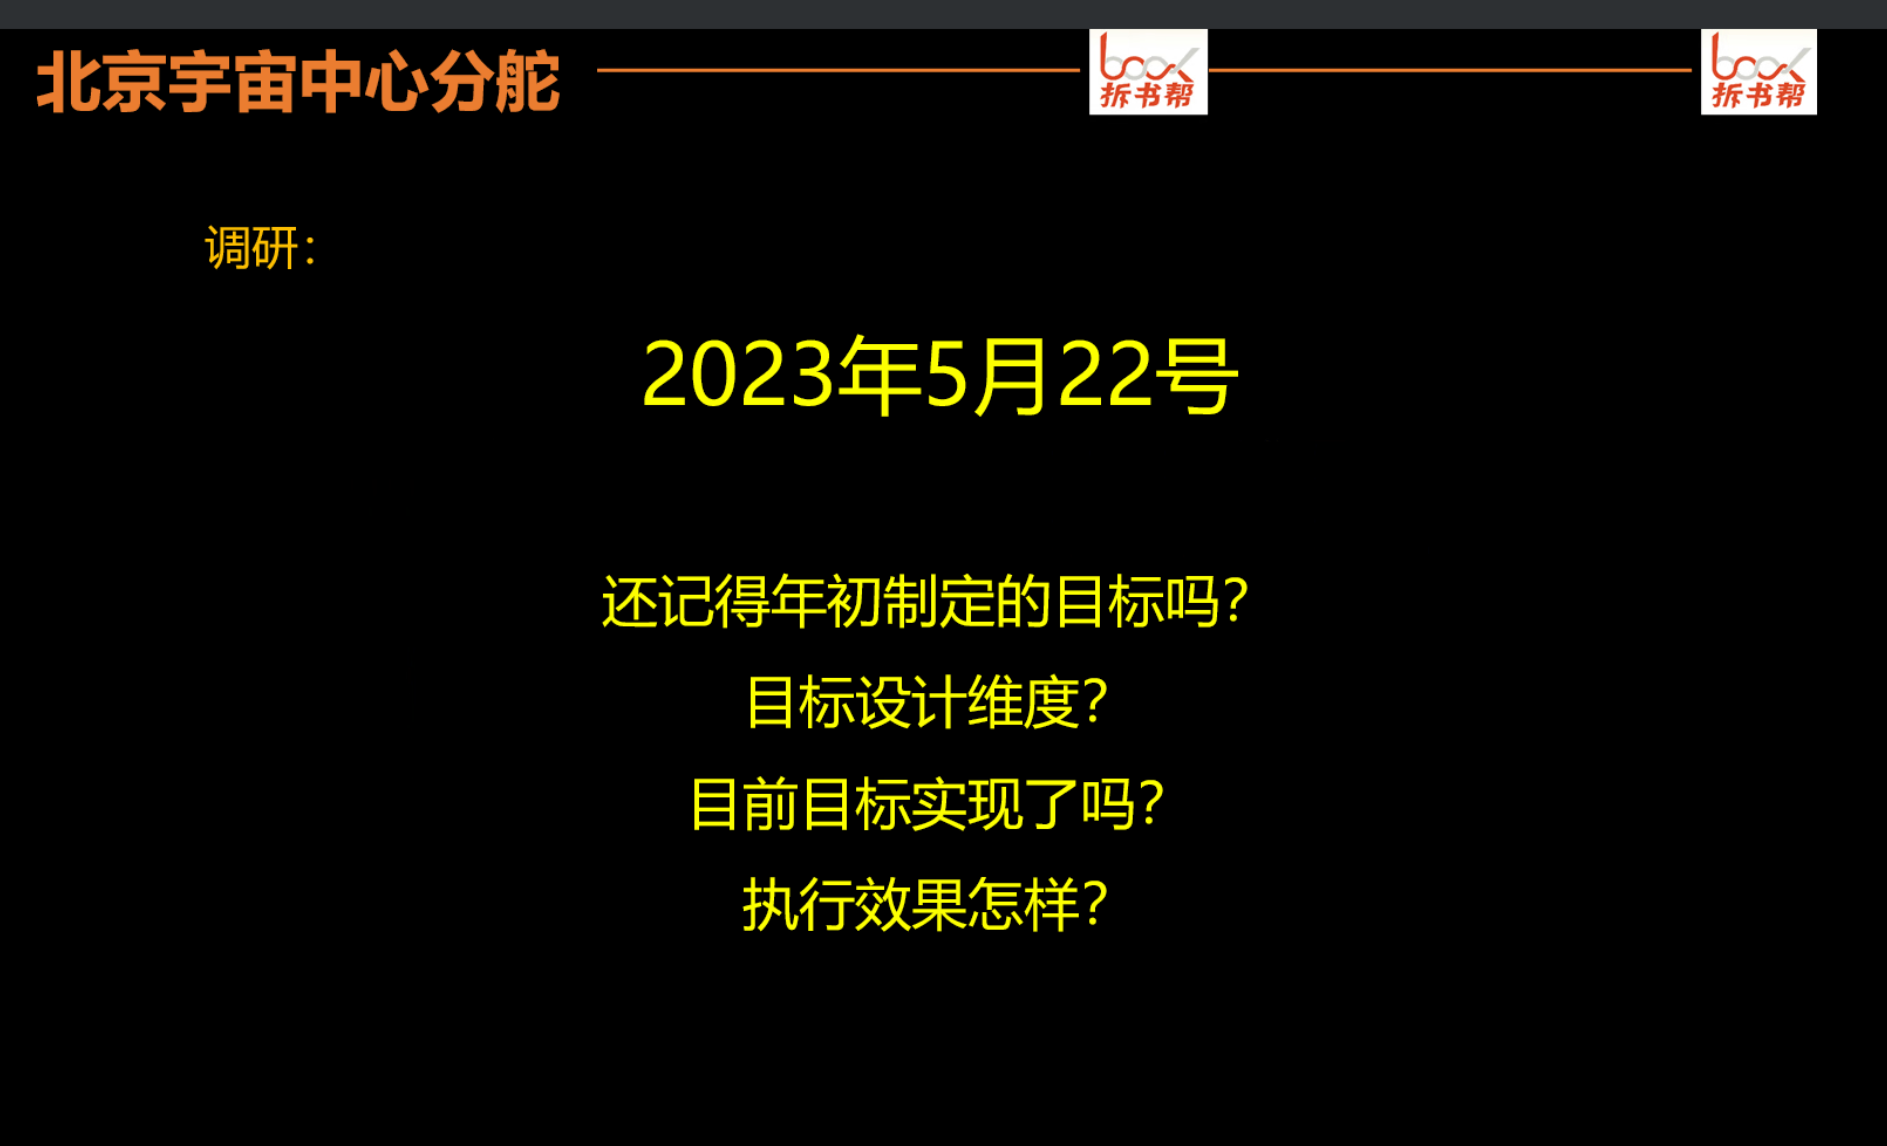 北京宇宙中心分舵
book
拆书帮
book
拆书帮
调研：
2023年5月22号
还记得年初制定的目标吗？
目标设计维度？
目前目标实现了吗？
执行效果怎样？